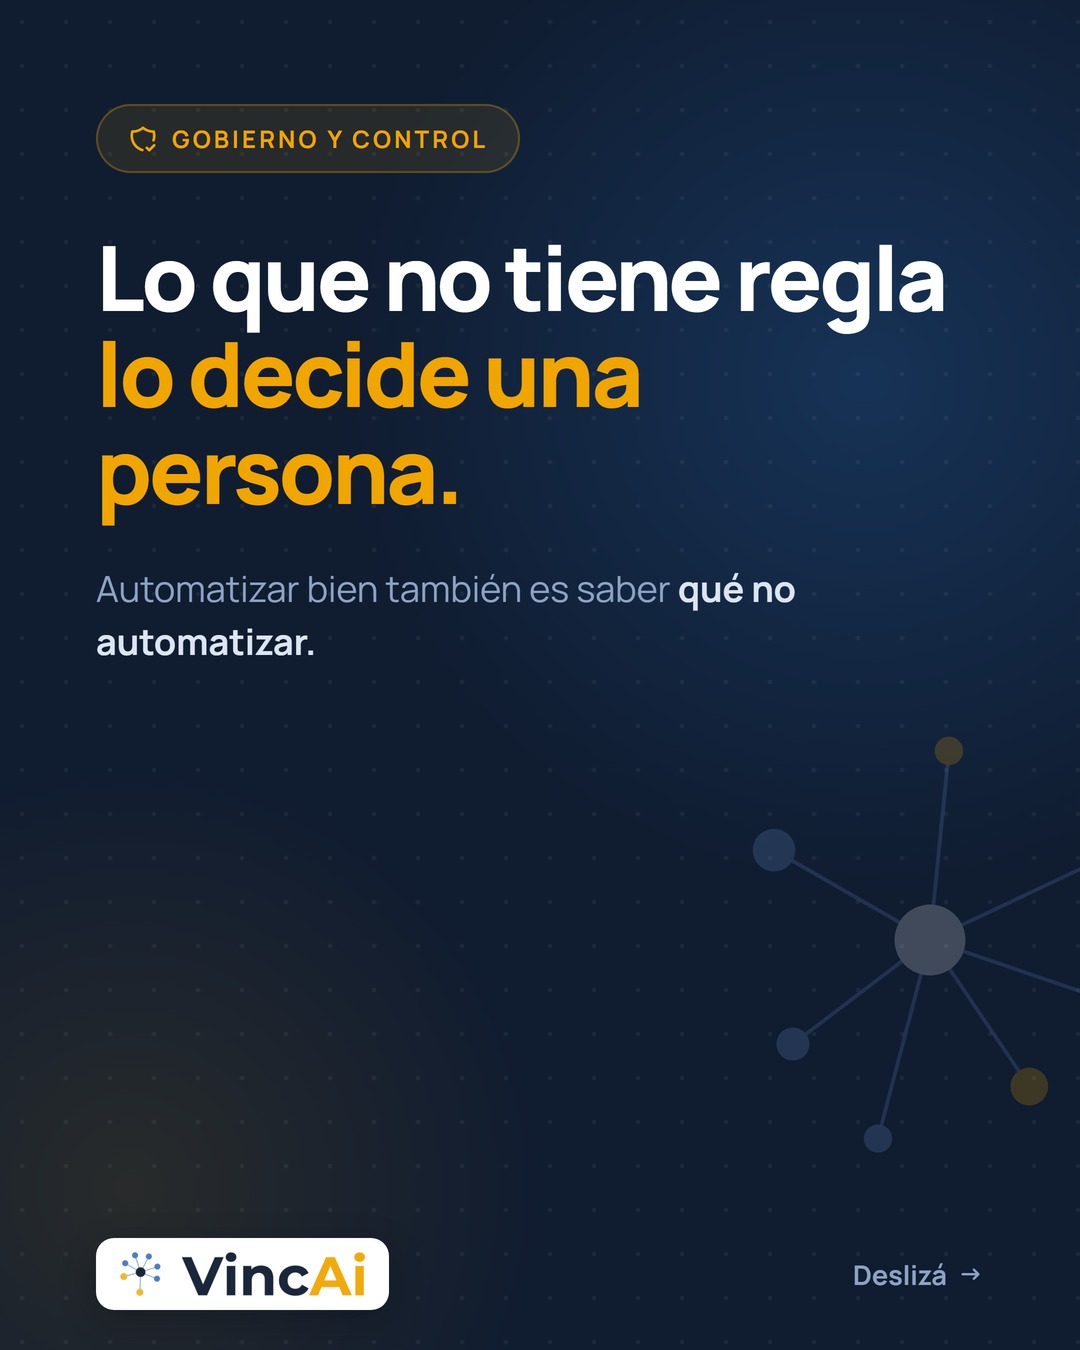 GOBIERNO Y CONTROL
Lo que no tiene regla
lo decide una
persona.
Automatizar bien también es saber qué no
automatizar.
VincAi
Deslizá →